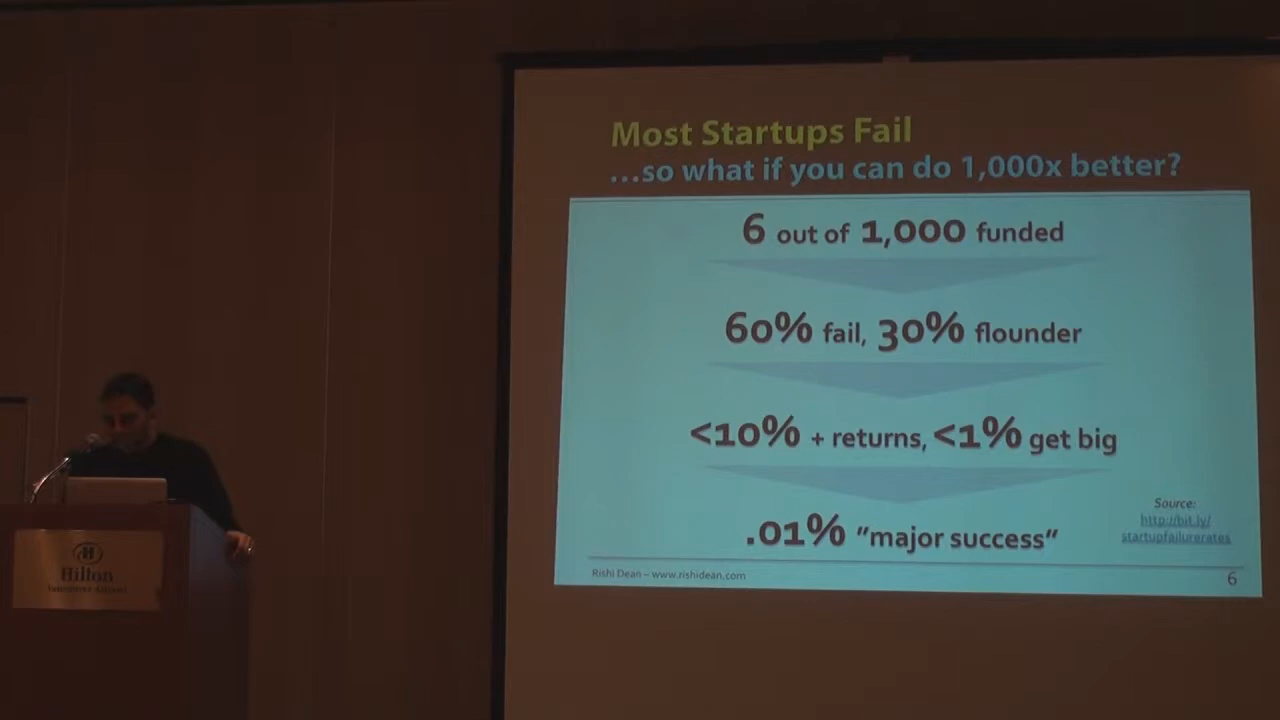 Most Startups Fail
...so what if you can do 1,000x better?
6 out of 1,000 funded
60% fail, 30% flounder
<10% + returns, <1% get big
.01% "major success"
Source:
http://bit.ly/
startupfailurerates
Rishi Dean – www.rishidean.com
6
H
Hilton